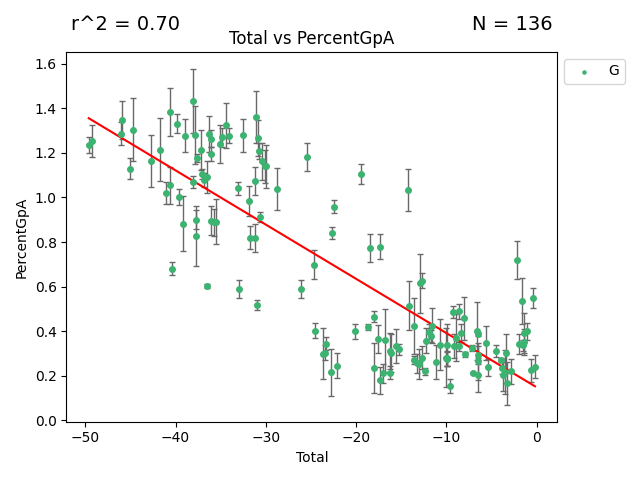 r^2 = 0.70
N = 136
Total vs PercentGpA
G
PercentGpA
1.6
1.4
1.2
1.0
0.8
0.6
0.4
0.2
0.0
−50
−40
−30
−20
−10
0
Total